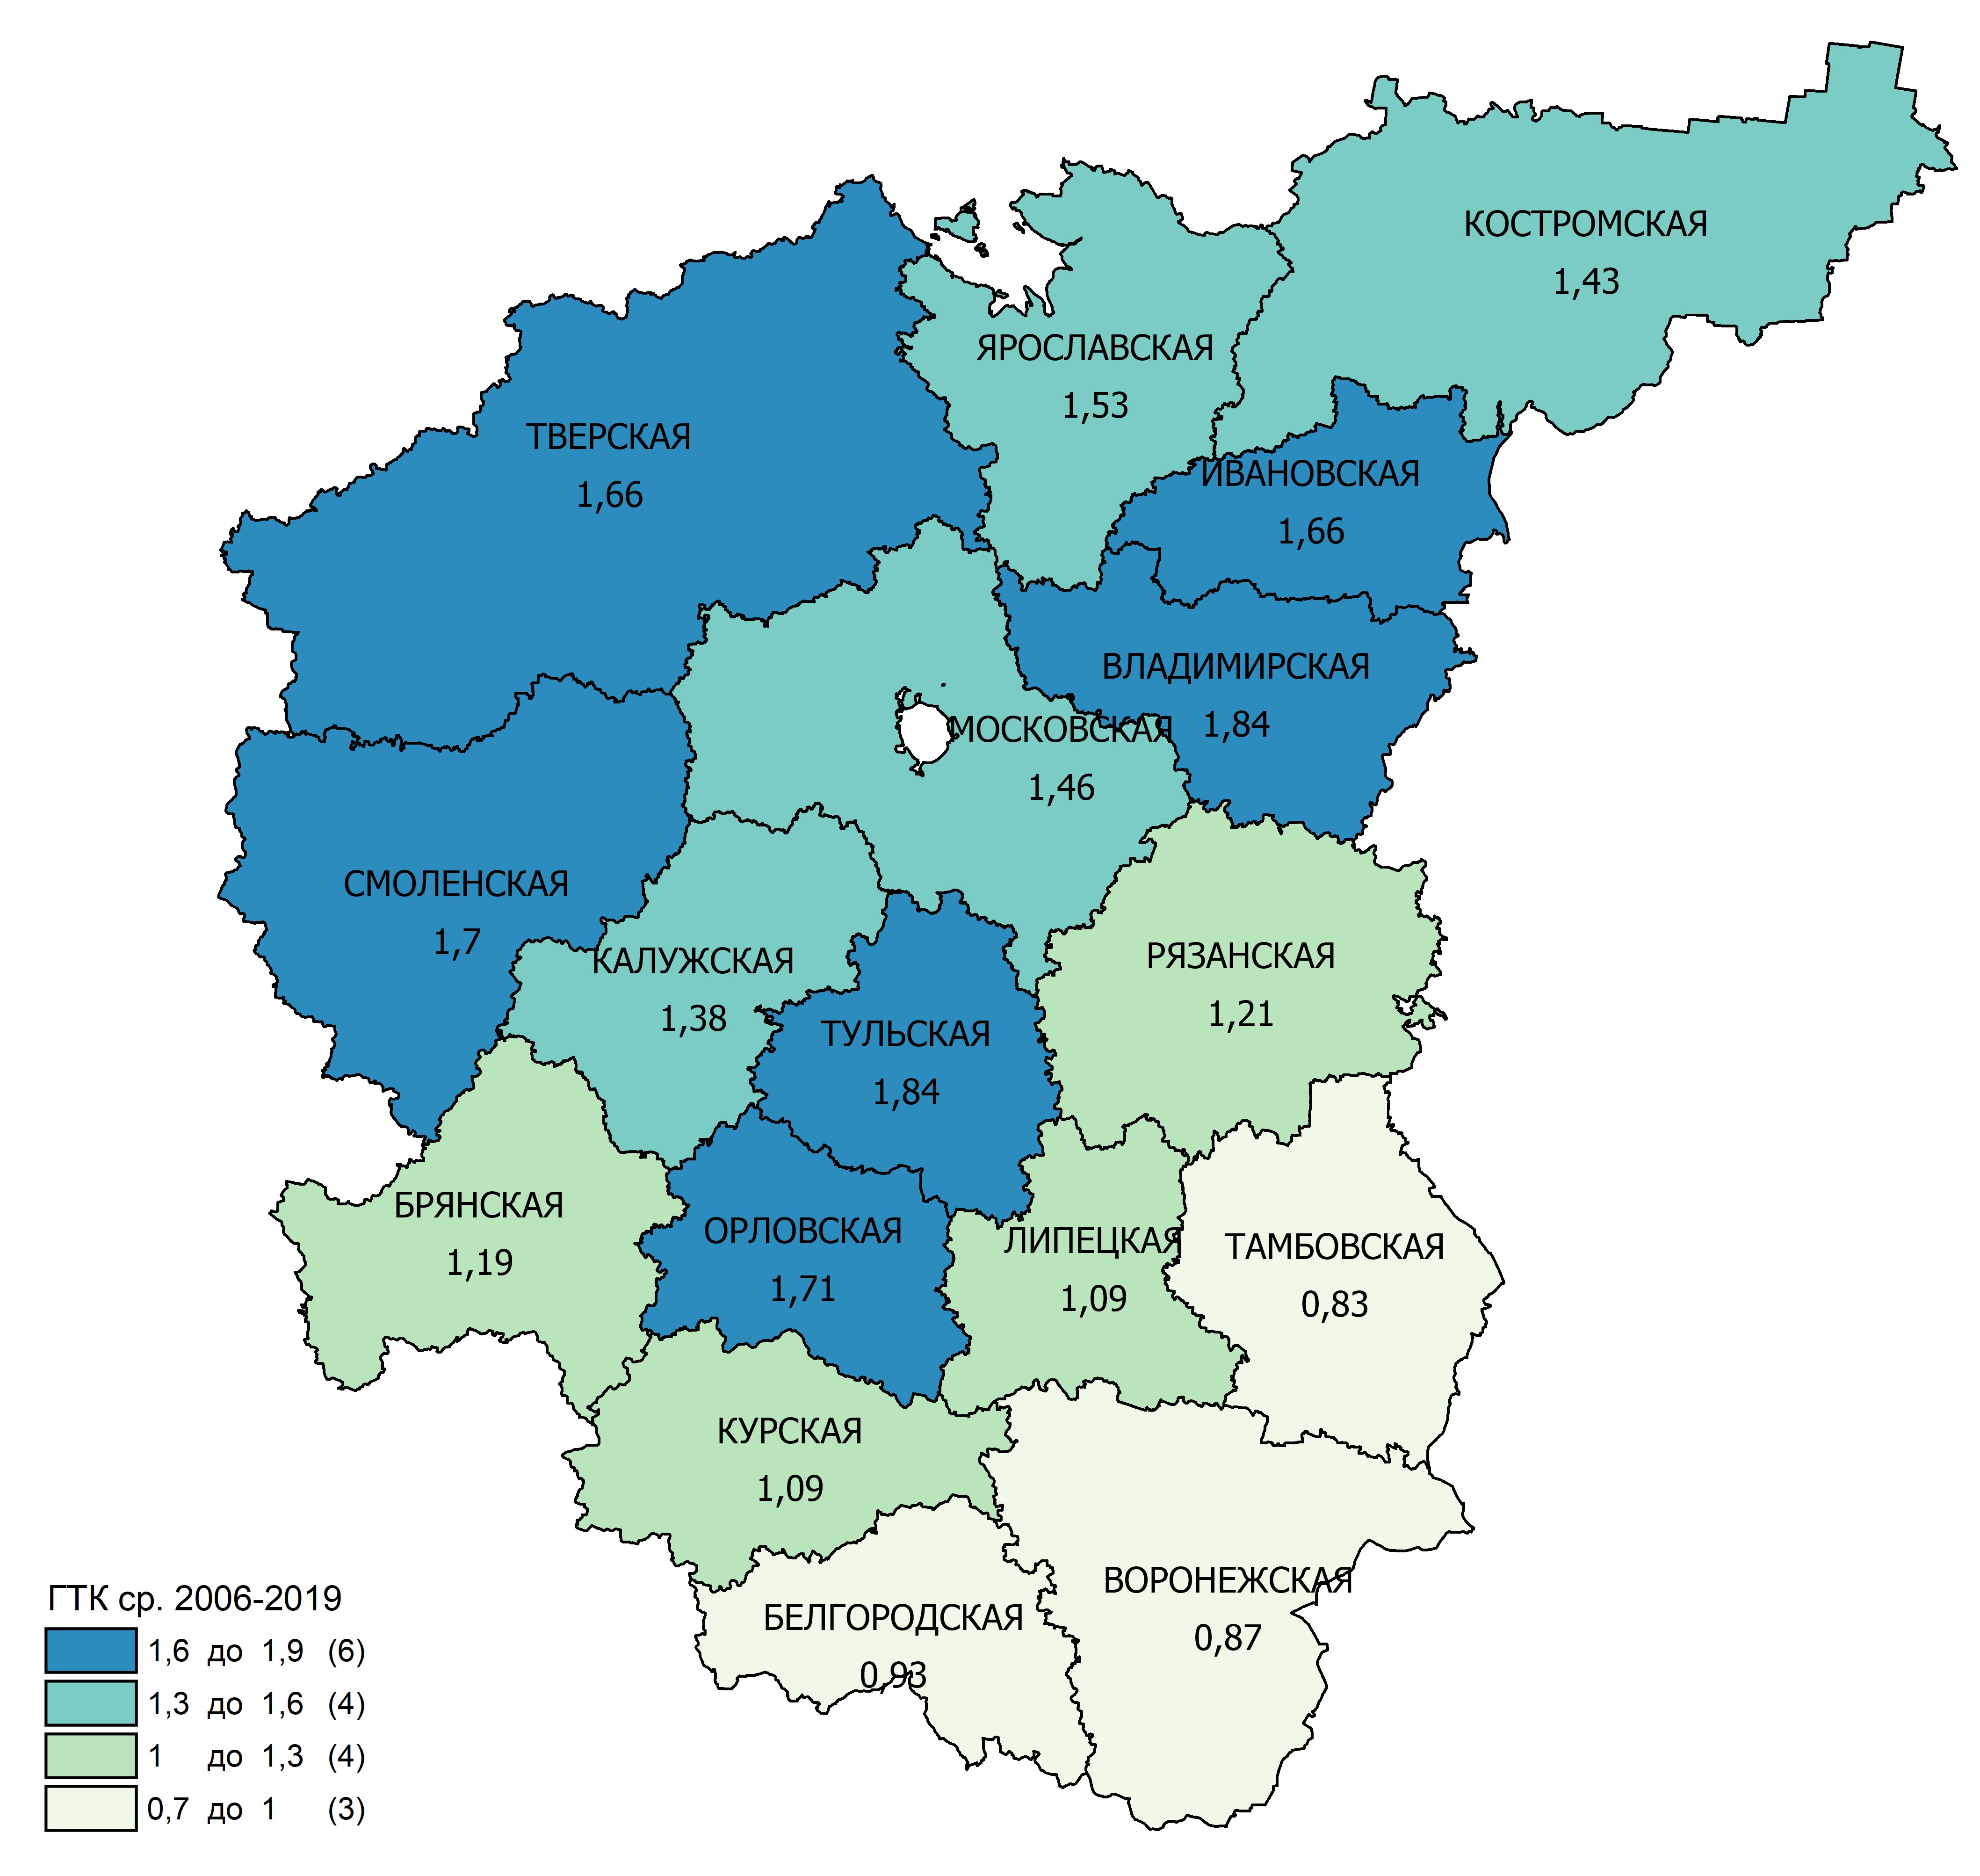 КОСТРОМСКАЯ
1,43
ЯРОСЛАВСКАЯ
1,53
ТВЕРСКАЯ
1,66
ИВАНОВСКАЯ
1,66
ВЛАДИМИРСКАЯ
1,84
МОСКОВСКАЯ
1,46
СМОЛЕНСКАЯ
1,7
КАЛУЖСКАЯ
1,38
РЯЗАНСКАЯ
1,21
ТУЛЬСКАЯ
1,84
БРЯНСКАЯ
1,19
ОРЛОВСКАЯ
1,71
ЛИПЕЦКАЯ
1,09
ТАМБОВСКАЯ
0,83
КУРСКАЯ
1,09
ВОРОНЕЖСКАЯ
0,87
БЕЛГОРОДСКАЯ
0,93
ГТК ср. 2006-2019
1,6 до 1,9 (6)
1,3 до 1,6 (4)
1 до 1,3 (4)
0,7 до 1 (3)